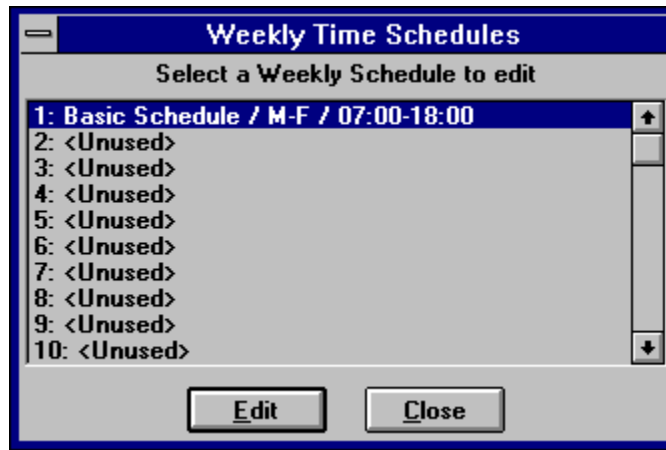 Weekly Time Schedules
Select a Weekly Schedule to edit
1: Basic Schedule / M-F / 07:00-18:00
2: <Unused>
3: <Unused>
4: <Unused>
5: <Unused>
6: <Unused>
7: <Unused>
8: <Unused>
9: <Unused>
10: <Unused>
Edit Close